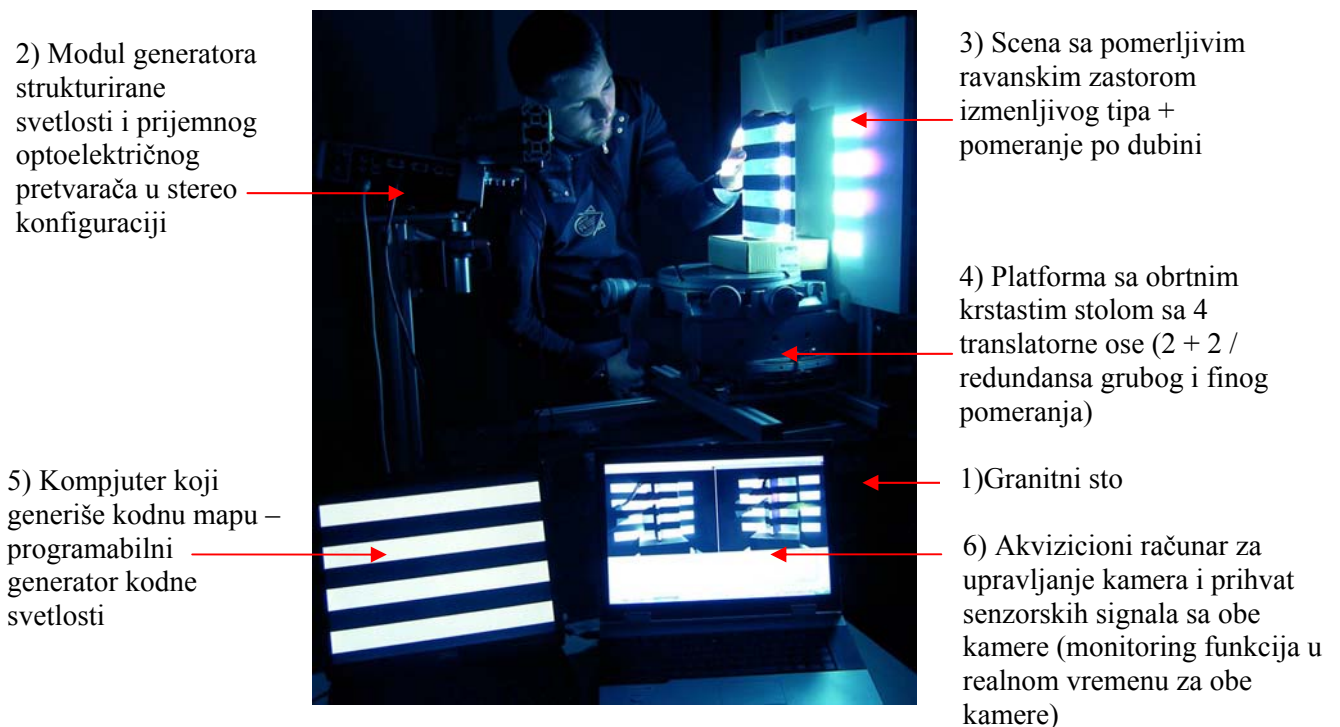 2) Modul generatora
strukturirane
svetlosti i prijemnog
optoelektričnog
pretvarača u stereo
konfiguraciji
3) Scena sa pomerljivim
ravanskim zastorom
izmenljivog tipa +
pomeranje po dubini
4) Platforma sa obrtnim
krstastim stolom sa 4
translatorne ose (2 + 2 /
redundansa grubog i finog
pomeranja)
5) Kompjuter koji
generiše kodnu mapu –
programabilni
generator kodne
svetlosti
1)Granitni sto
6) Akvizicioni računar za
upravljanje kamera i prihvat
senzorskih signala sa obe
kamere (monitoring funkcija u
realnom vremenu za obe
kamere)